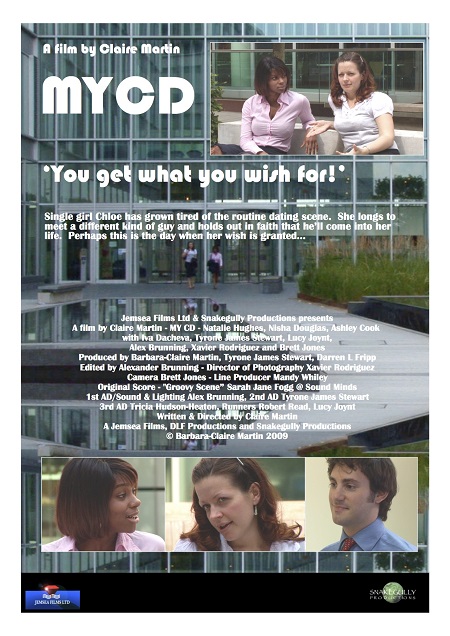 A film by Claire Martin
MYCD
'You get what you wish for!'
Single girl Chloe has grown tired of the routine dating scene. She longs to
meet a different kind of guy and holds out in faith that he'll come into her
life. Perhaps this is the day when her wish is granted...
Jemsea Films Ltd & Snakegully Productions presents
A film by Claire Martin - MY CD - Natalie Hughes, Nisha Douglas, Ashley Cook
with Iva Dacheva, Tyrone James Stewart, Lucy Joynt,
Alex Brunning, Xavier Rodriguez and Brett Jones
Produced by Barbara-Claire Martin, Tyrone James Stewart, Darren L Fripp
Edited by Alexander Brunning - Director of Photography Xavier Rodriguez
Camera Brett Jones - Line Producer Mandy Whiley
Original Score - "Groovy Scene" Sarah Jane Fogg @ Sound Minds
1st AD/Sound & Lighting Alex Brunning, 2nd AD Tyrone James Stewart
3rd AD Tricia Hudson-Heaton, Runners Robert Read, Lucy Joynt
Written & Directed by Claire Martin
A Jemsea Films, DLF Productions and Snakegully Productions
© Barbara-Claire Martin 2009
JEMSEA FILMS LTD
SNAKEGULLY
PRODUCTIONS